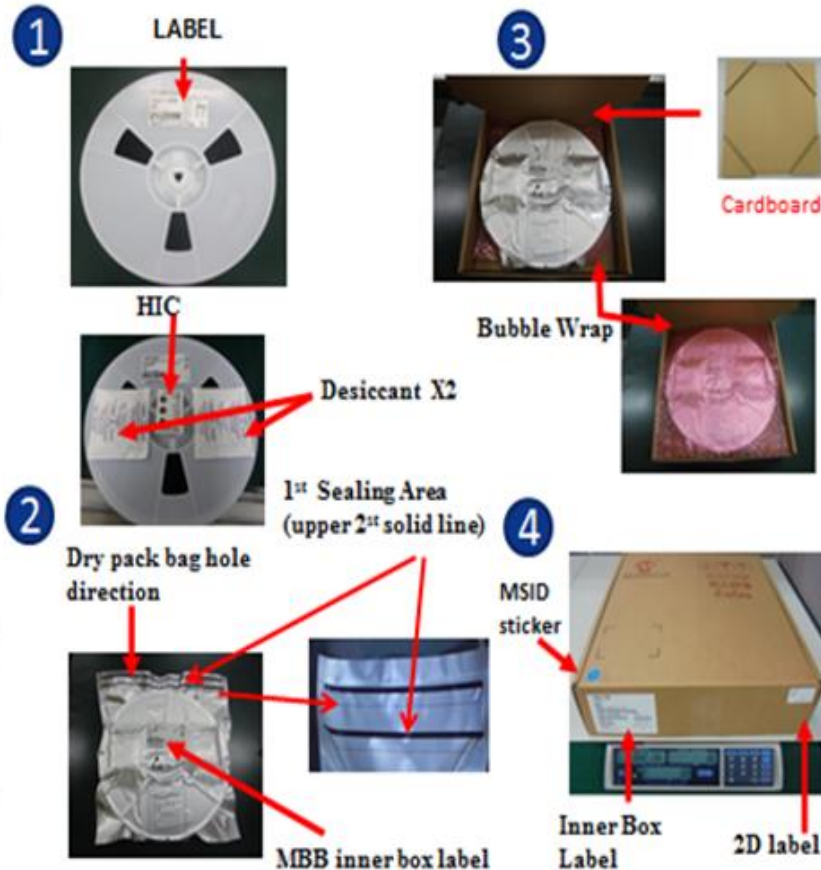 1
LABEL
HIC
Desiccant X2
2
1st Sealing Area
(upper 2st solid line)
Dry pack bag hole
direction
MBB inner box label
3
Cardboard
Bubble Wrap
4
MSID
sticker
Inner Box
Label
2D label